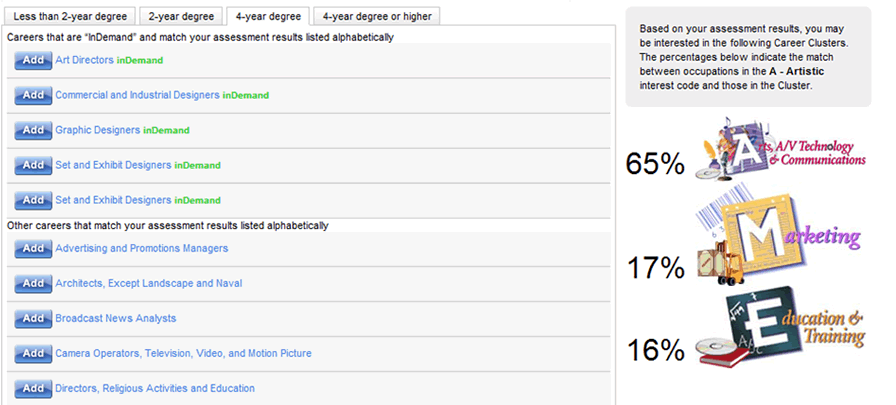 Less than 2-year degree
2-year degree
4-year degree
4-year degree or higher
Careers that are “InDemand” and match your assessment results listed alphabetically
Add Art Directors inDemand
Add Commercial and Industrial Designers inDemand
Add Graphic Designers inDemand
Add Set and Exhibit Designers inDemand
Add Set and Exhibit Designers inDemand
Other careers that match your assessment results listed alphabetically
Add Advertising and Promotions Managers
Add Architects, Except Landscape and Naval
Add Broadcast News Analysts
Add Camera Operators, Television, Video, and Motion Picture
Add Directors, Religious Activities and Education
Based on your assessment results, you may
be interested in the following Career Clusters.
The percentages below indicate the match
between occupations in the A - Artistic
interest code and those in the Cluster.
65%
Arts, A/V Technology
& Communications
17%
Marketing
16%
Education &
Training
ABC